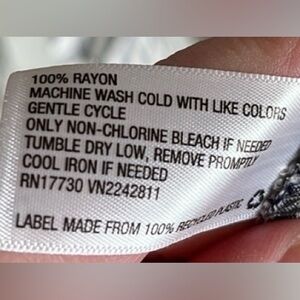 100% RAYON
MACHINE WASH COLD WITH LIKE COLORS
GENTLE CYCLE
ONLY NON-CHLORINE BLEACH IF NEEDED
TUMBLE DRY LOW, REMOVE PROMPTLY
COOL IRON IF NEEDED
RN17730 VN2242811
LABEL MADE FROM 100% RECYCLED PLASTIC